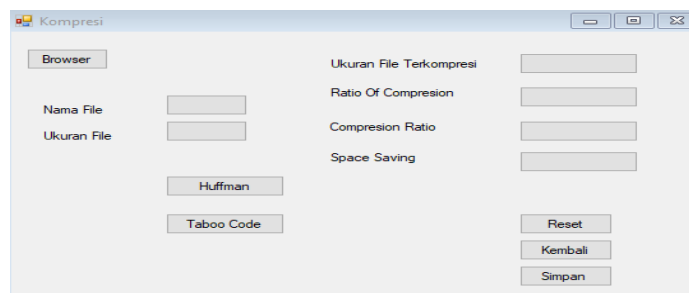 Kompresi
Browser
Nama File
Ukuran File
Huffman
Taboo Code
Ukuran File Terkompresi
Ratio Of Compresion
Compresion Ratio
Space Saving
Reset
Kembali
Simpan